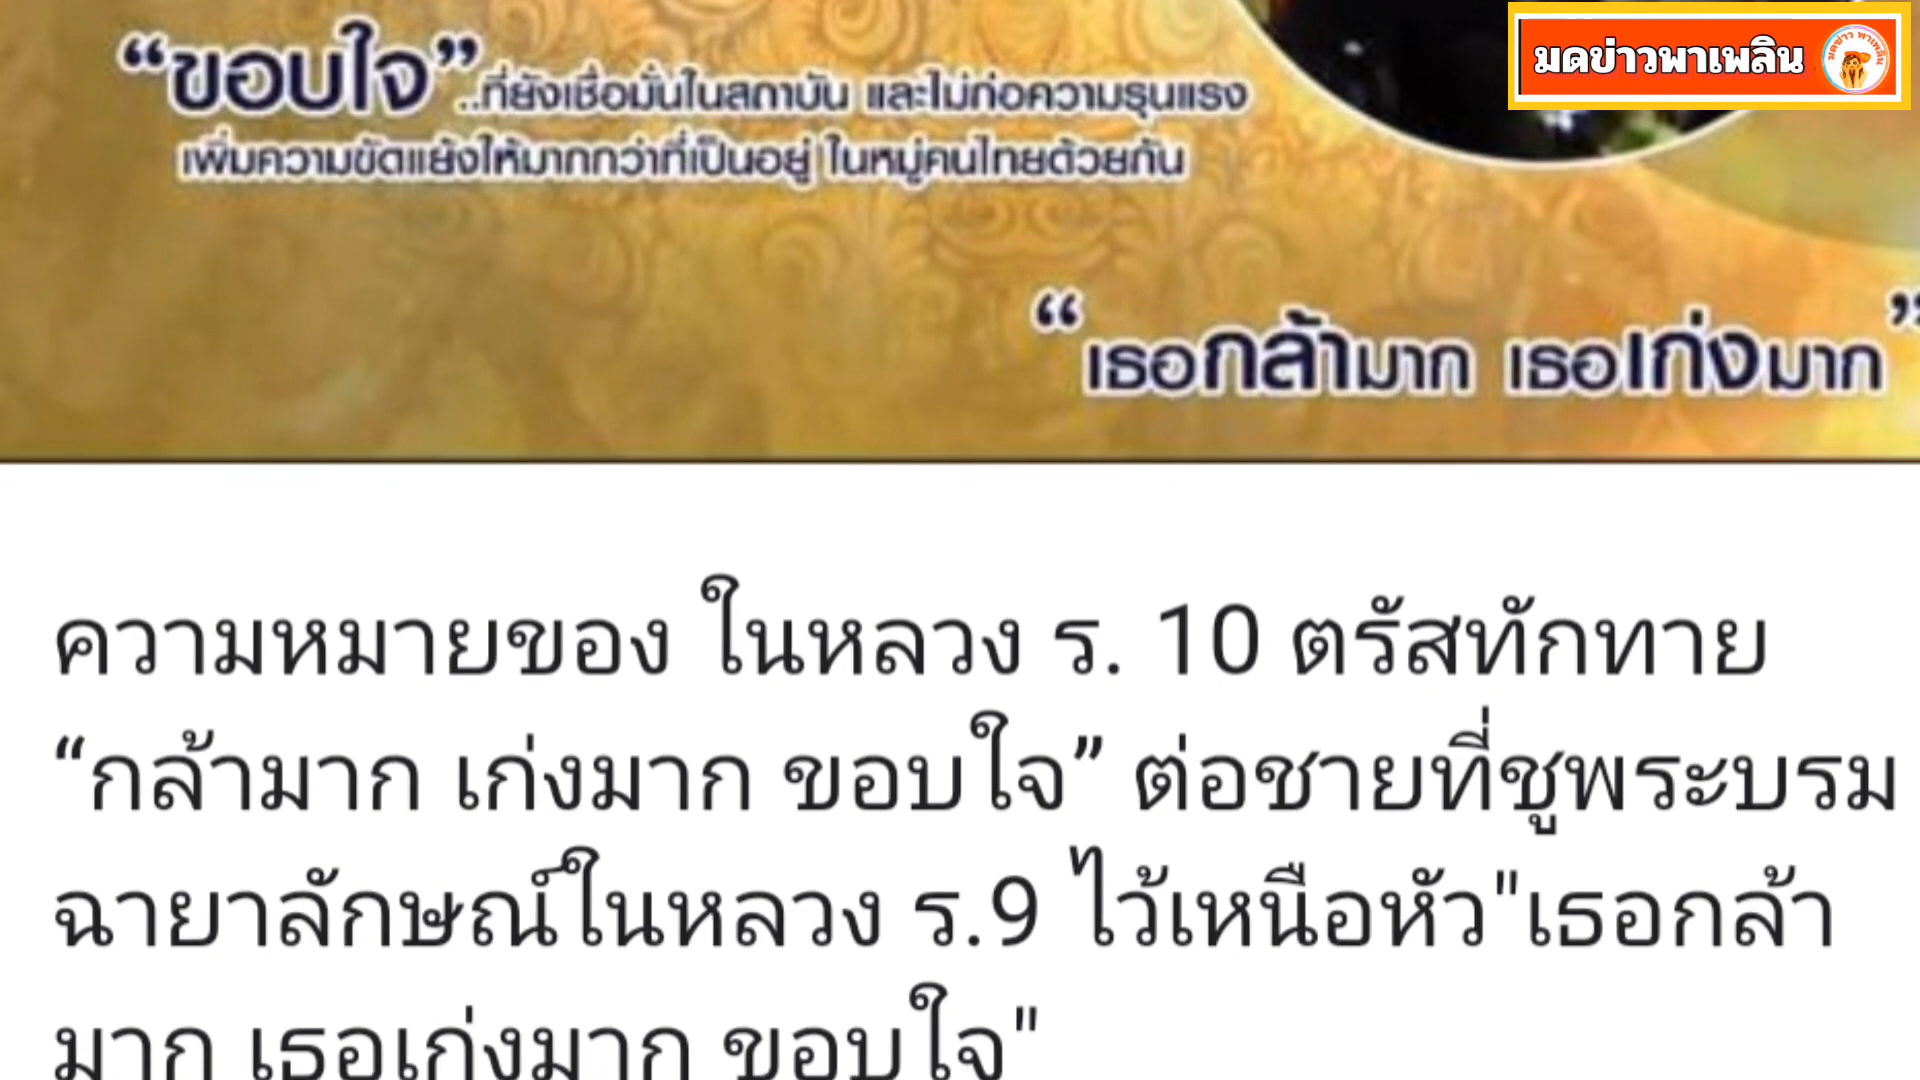 มดข่าวพาเพลิน
“ขอบใจ”..ที่ยังเชื่อมั่นในสถาบัน และไม่ก่อความรุนแรง
เพิ่มความขัดแย้งให้มากกว่าที่เป็นอยู่ ในหมู่คนไทยด้วยกัน
“เธอกล้ามาก เธอเก่งมาก”
ความหมายของ ในหลวง ร. 10 ตรัสทักทาย
“กล้ามาก เก่งมาก ขอบใจ” ต่อชายที่ชูพระบรม
ฉายาลักษณ์ในหลวง ร.9 ไว้เหนือหัว"เธอกล้า
มาก เธอเก่งมาก ขอบใจ"